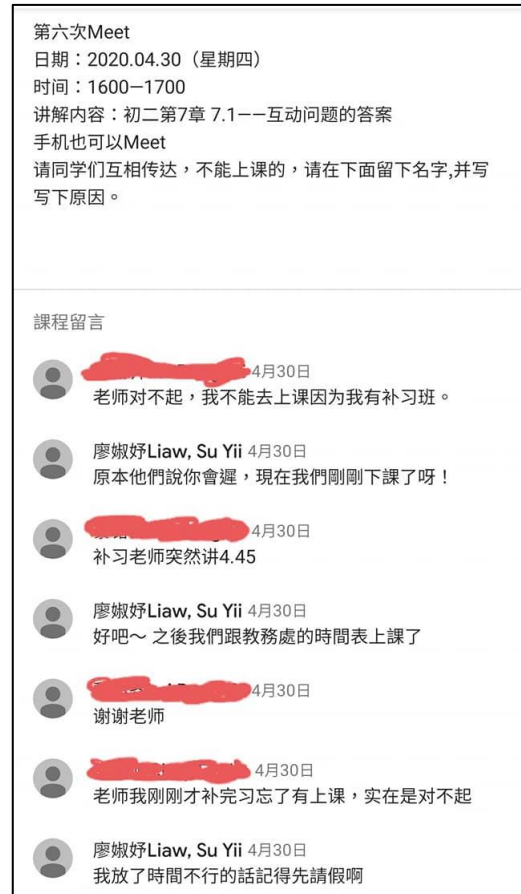 第六次Meet
日期：2020.04.30（星期四）
时间：1600—1700
讲解内容：初二第7章 7.1——互动问题的答案
手机也可以Meet
请同学们互相传达，不能上课的，请在下面留下名字,并写
写下原因。
課程留言
4月30日
老师对不起，我不能去上课因为我有补习班。
廖淑妤Liaw, Su Yii 4月30日
原本他們說你會遲，現在我們剛剛下課了呀！
4月30日
补习老师突然讲4.45
廖淑妤Liaw, Su Yii 4月30日
好吧～ 之後我們跟教務處的時間表上課了
4月30日
谢谢老师
4月30日
老师我刚刚才补完习忘了有上课，实在是对不起
廖淑妤Liaw, Su Yii 4月30日
我放了時間不行的話記得先請假啊